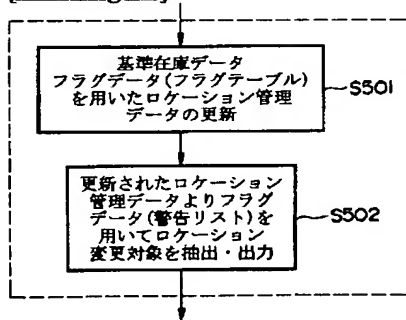 基準在庫データ
フラグデータ(フラグテーブル)
を用いたロケーション管理
データの更新
S501
更新されたロケーション
管理データよりフラグ
データ(警告リスト)を
用いてロケーション
変更対象を抽出・出力
S502